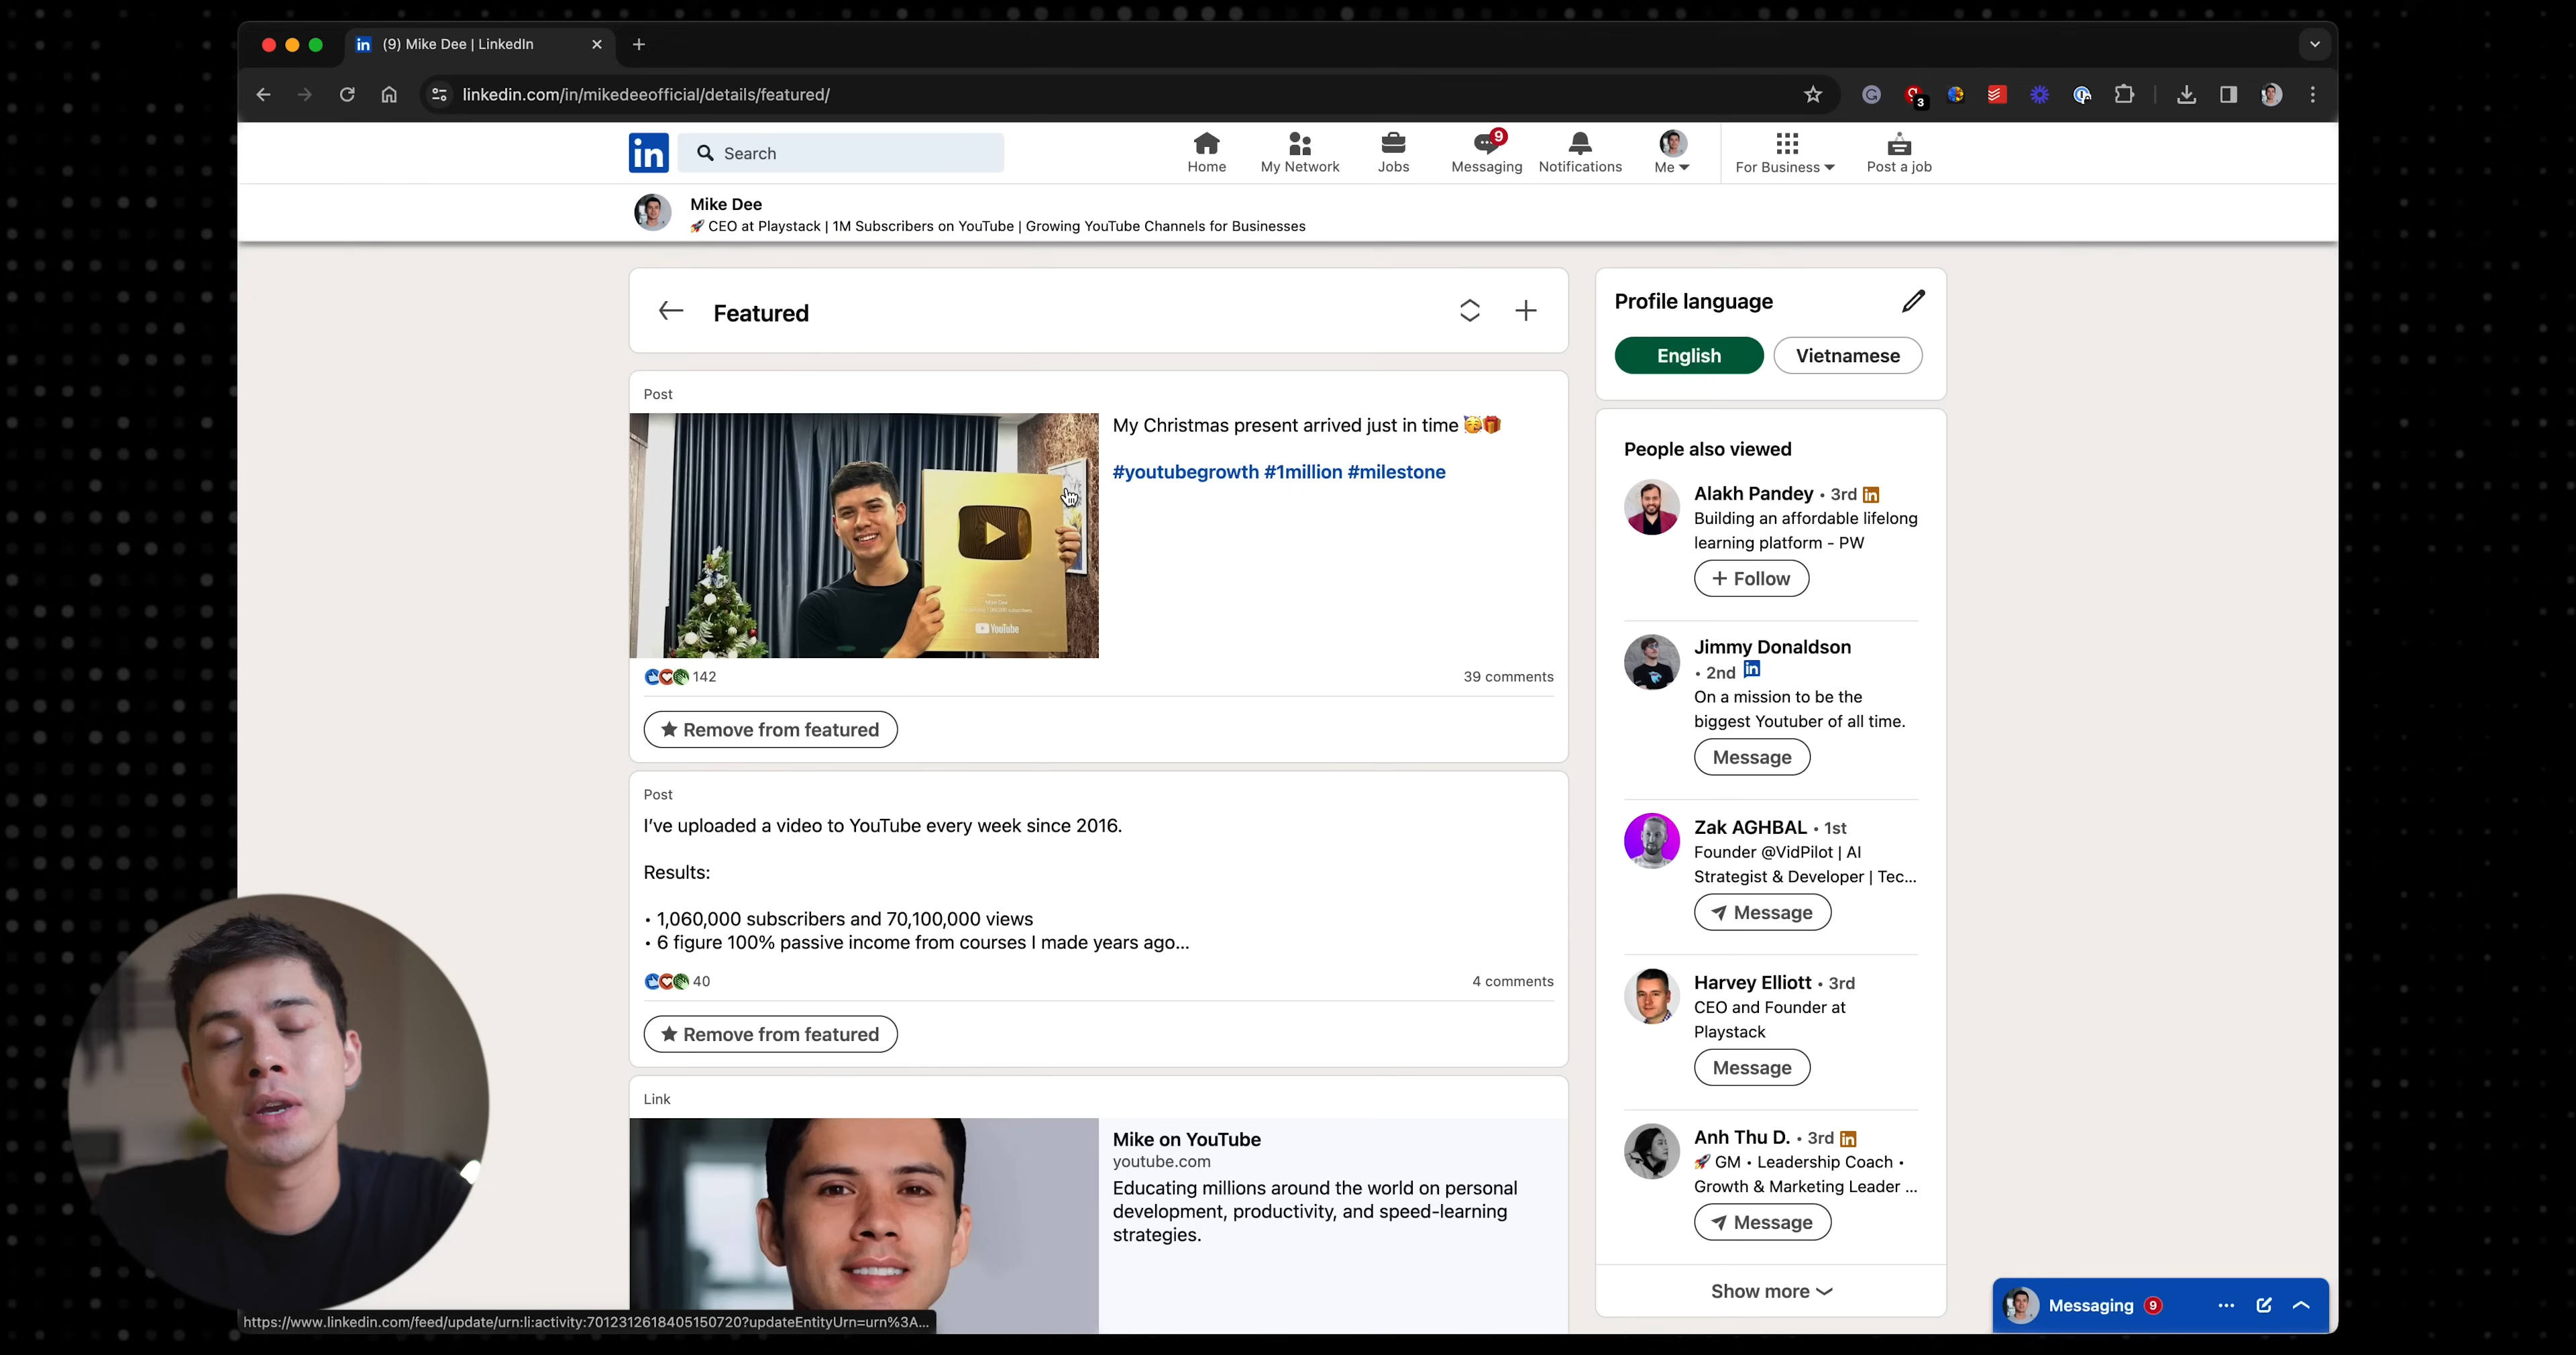 (9) Mike Dee | LinkedIn
linkedin.com/in/mikedeeofficial/details/featured/
3
in
Search
Home
My Network
Jobs
9
Messaging
Notifications
Me
For Business
Post a job
Mike Dee
🚀 CEO at Playstack | 1M Subscribers on YouTube | Growing YouTube Channels for Businesses
Featured
Post
My Christmas present arrived just in time 🥳🎁
#youtubegrowth #1million #milestone
YouTube
142
39 comments
Remove from featured
Post
I've uploaded a video to YouTube every week since 2016.
Results:
• 1,060,000 subscribers and 70,100,000 views
• 6 figure 100% passive income from courses I made years ago...
40
4 comments
Remove from featured
Link
Mike on YouTube
youtube.com
Educating millions around the world on personal
development, productivity, and speed-learning
strategies.
Profile language
English
Vietnamese
People also viewed
Alakh Pandey • 3rd in
Building an affordable lifelong
learning platform - PW
+ Follow
Jimmy Donaldson
• 2nd in
On a mission to be the
biggest Youtuber of all time.
Message
Zak AGHBAL • 1st
Founder @VidPilot | AI
Strategist & Developer | Tec...
Message
Harvey Elliott • 3rd
CEO and Founder at
Playstack
Message
Anh Thu D. • 3rd in
🚀 GM • Leadership Coach •
Growth & Marketing Leader ...
Message
Show more
Messaging 9
https://www.linkedin.com/feed/update/urn:li:activity:7012312618405150720?updateEntityUrn=urn%3A...